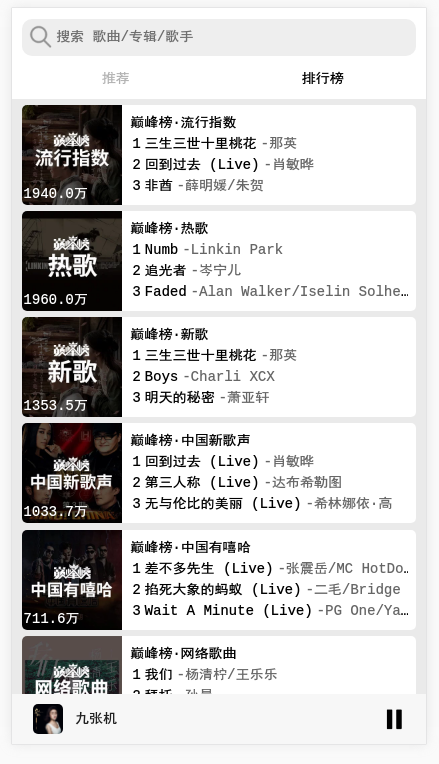 搜索 歌曲/专辑/歌手
推荐 排行榜
巅峰榜
流行指数
1940.0万
巅峰榜·流行指数
1 三生三世十里桃花 -那英
2 回到过去 (Live) -肖敏晔
3 非酋 -薛明媛/朱贺
巅峰榜
热歌
1960.0万
巅峰榜·热歌
1 Numb -Linkin Park
2 追光者 -岑宁儿
3 Faded -Alan Walker/Iselin Solhe…
巅峰榜
新歌
1353.5万
巅峰榜·新歌
1 三生三世十里桃花 -那英
2 Boys -Charli XCX
3 明天的秘密 -萧亚轩
巅峰榜
中国新歌声
1033.7万
巅峰榜·中国新歌声
1 回到过去 (Live) -肖敏晔
2 第三人称 (Live) -达布希勒图
3 无与伦比的美丽 (Live) -希林娜依·高
巅峰榜
中国有嘻哈
711.6万
巅峰榜·中国有嘻哈
1 差不多先生 (Live) -张震岳/MC HotDo…
2 掐死大象的蚂蚁 (Live) -二毛/Bridge
3 Wait A Minute (Live) -PG One/Ya…
巅峰榜
网络歌曲
巅峰榜·网络歌曲
1 我们 -杨清柠/王乐乐
九张机